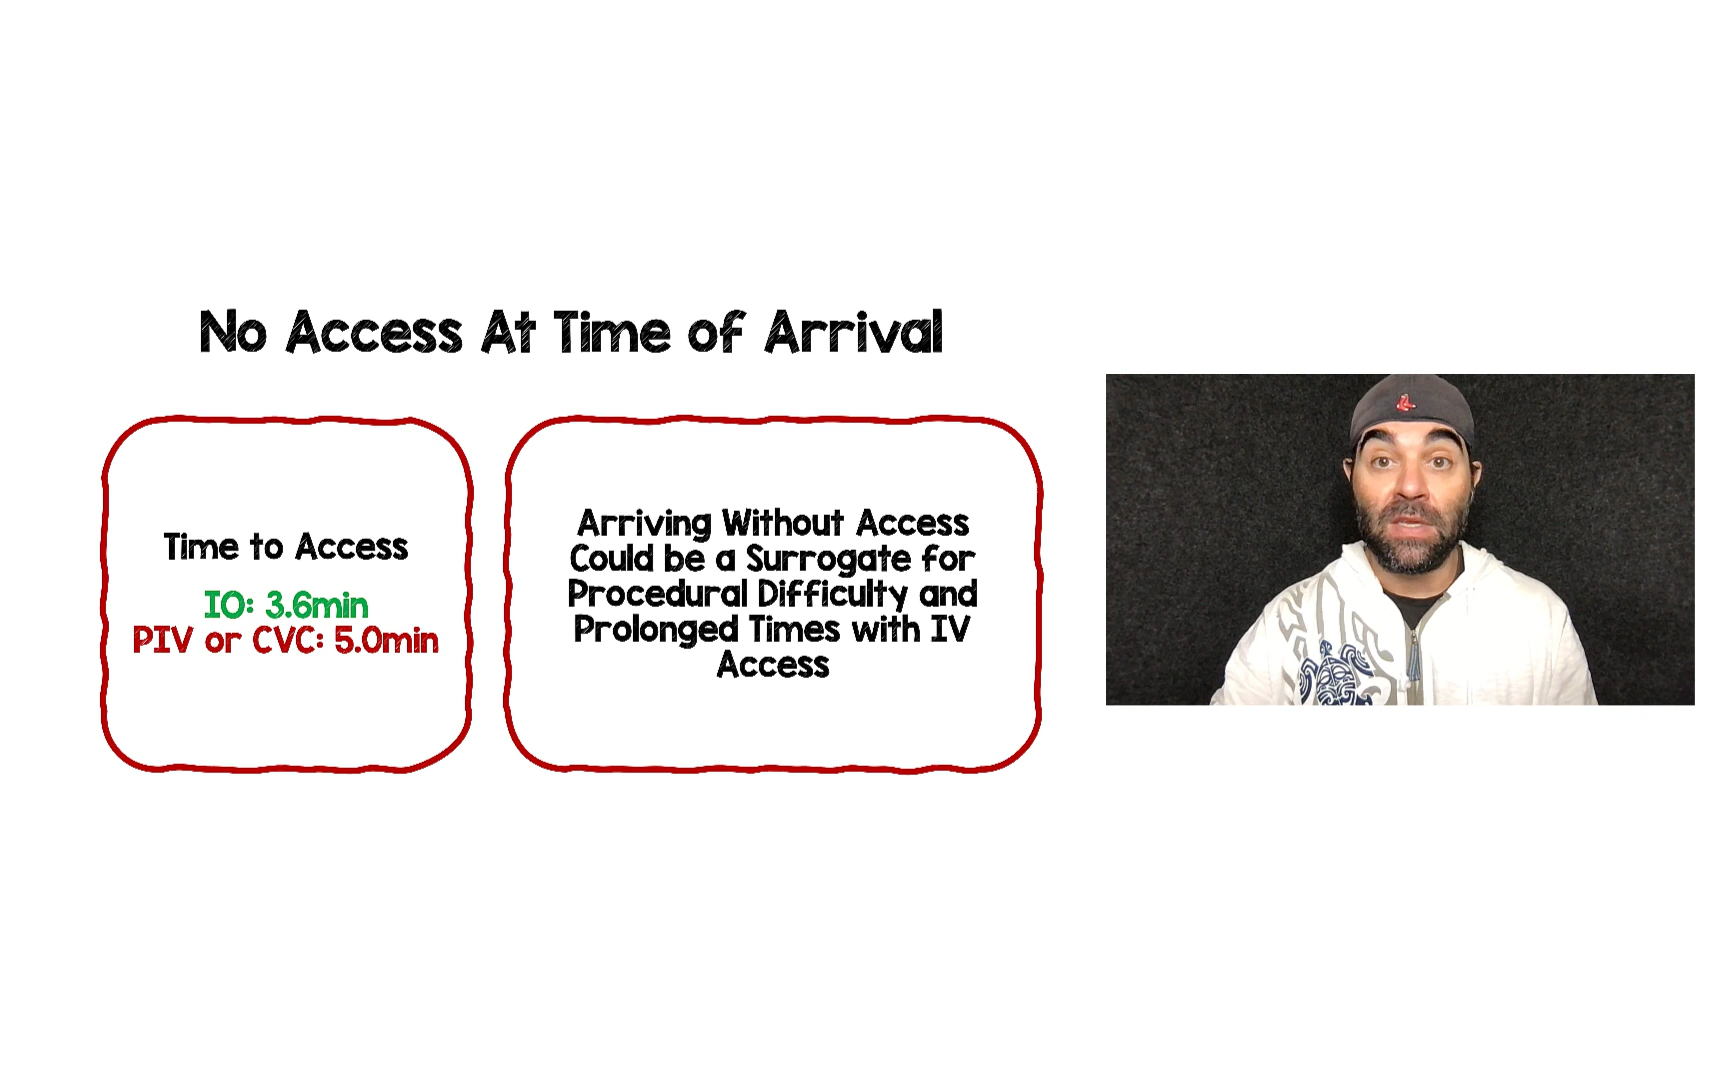 No Access At Time of Arrival
Time to Access
IO: 3.6min
PIV or CVC: 5.0min
Arriving Without Access
Could be a Surrogate for
Procedural Difficulty and
Prolonged Times with IV
Access